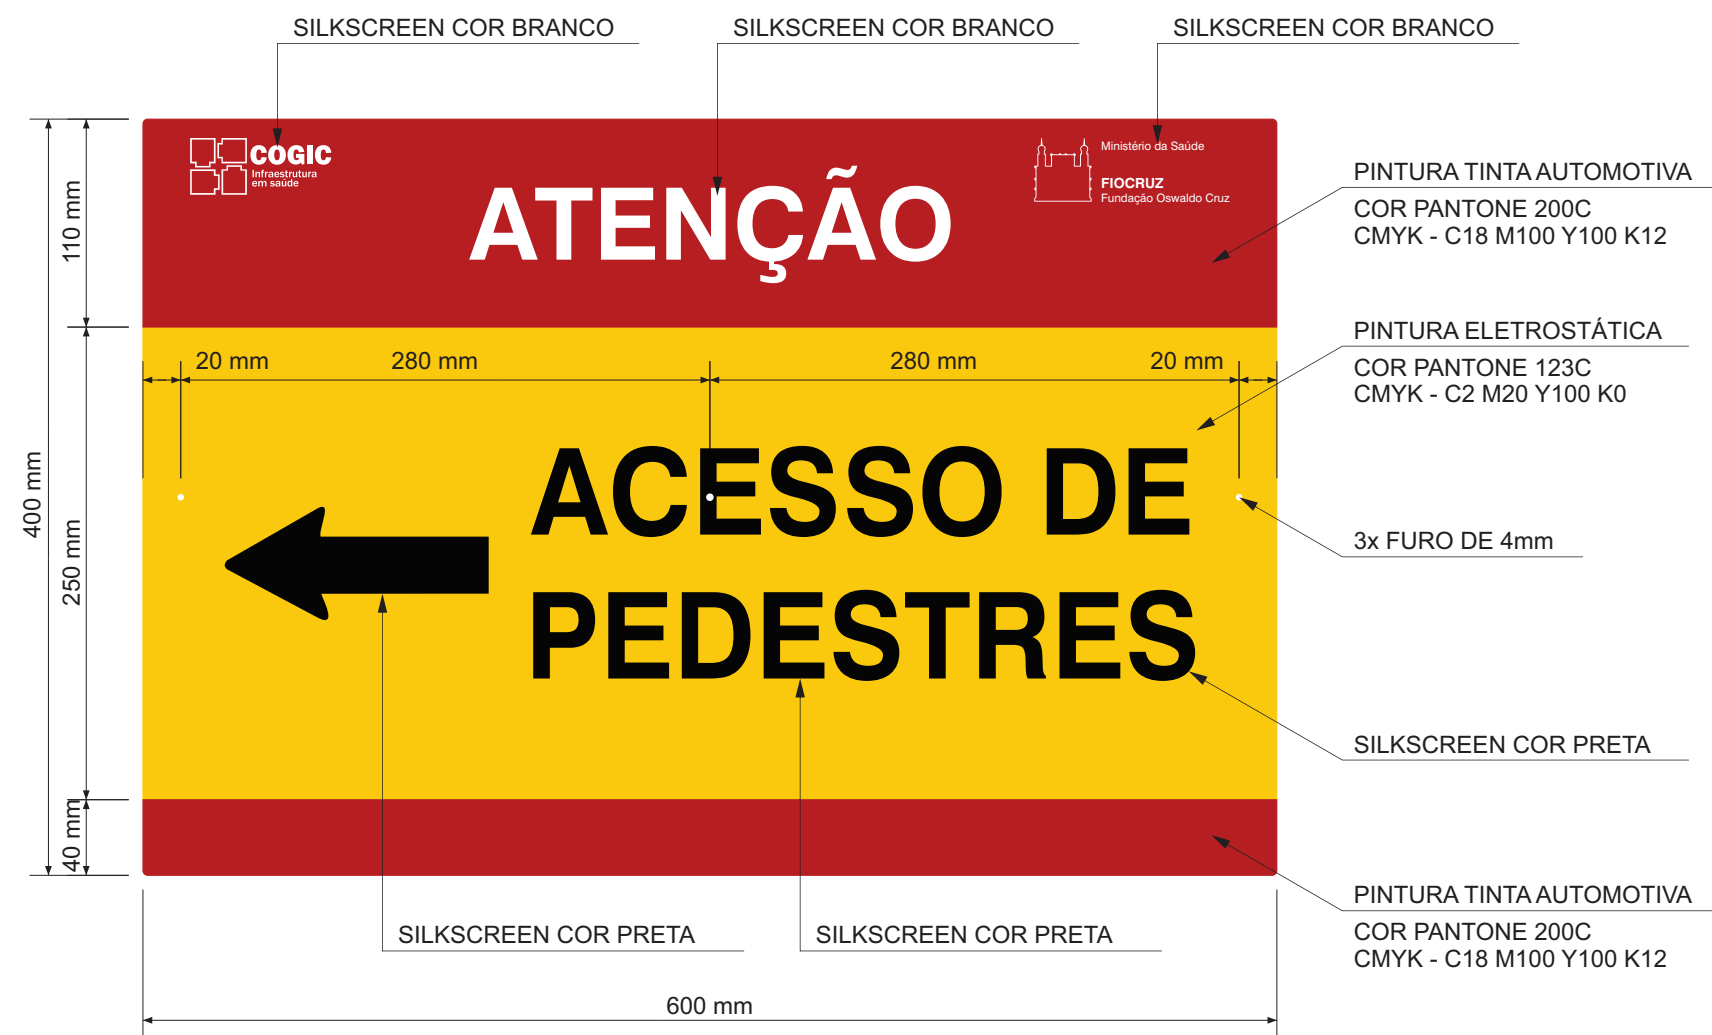 SILKSCREEN COR BRANCO
SILKSCREEN COR BRANCO
SILKSCREEN COR BRANCO
COGIC
Infraestrutura
em saúde
ATENÇÃO
Ministério da Saúde
FIOCRUZ
Fundação Oswaldo Cruz
PINTURA TINTA AUTOMOTIVA
COR PANTONE 200C
CMYK - C18 M100 Y100 K12
110 mm
PINTURA ELETROSTÁTICA
COR PANTONE 123C
CMYK - C2 M20 Y100 K0
20 mm
280 mm
280 mm
20 mm
400 mm
250 mm
ACESSO DE
PEDESTRES
3x FURO DE 4mm
SILKSCREEN COR PRETA
40 mm
PINTURA TINTA AUTOMOTIVA
COR PANTONE 200C
CMYK - C18 M100 Y100 K12
SILKSCREEN COR PRETA
SILKSCREEN COR PRETA
600 mm